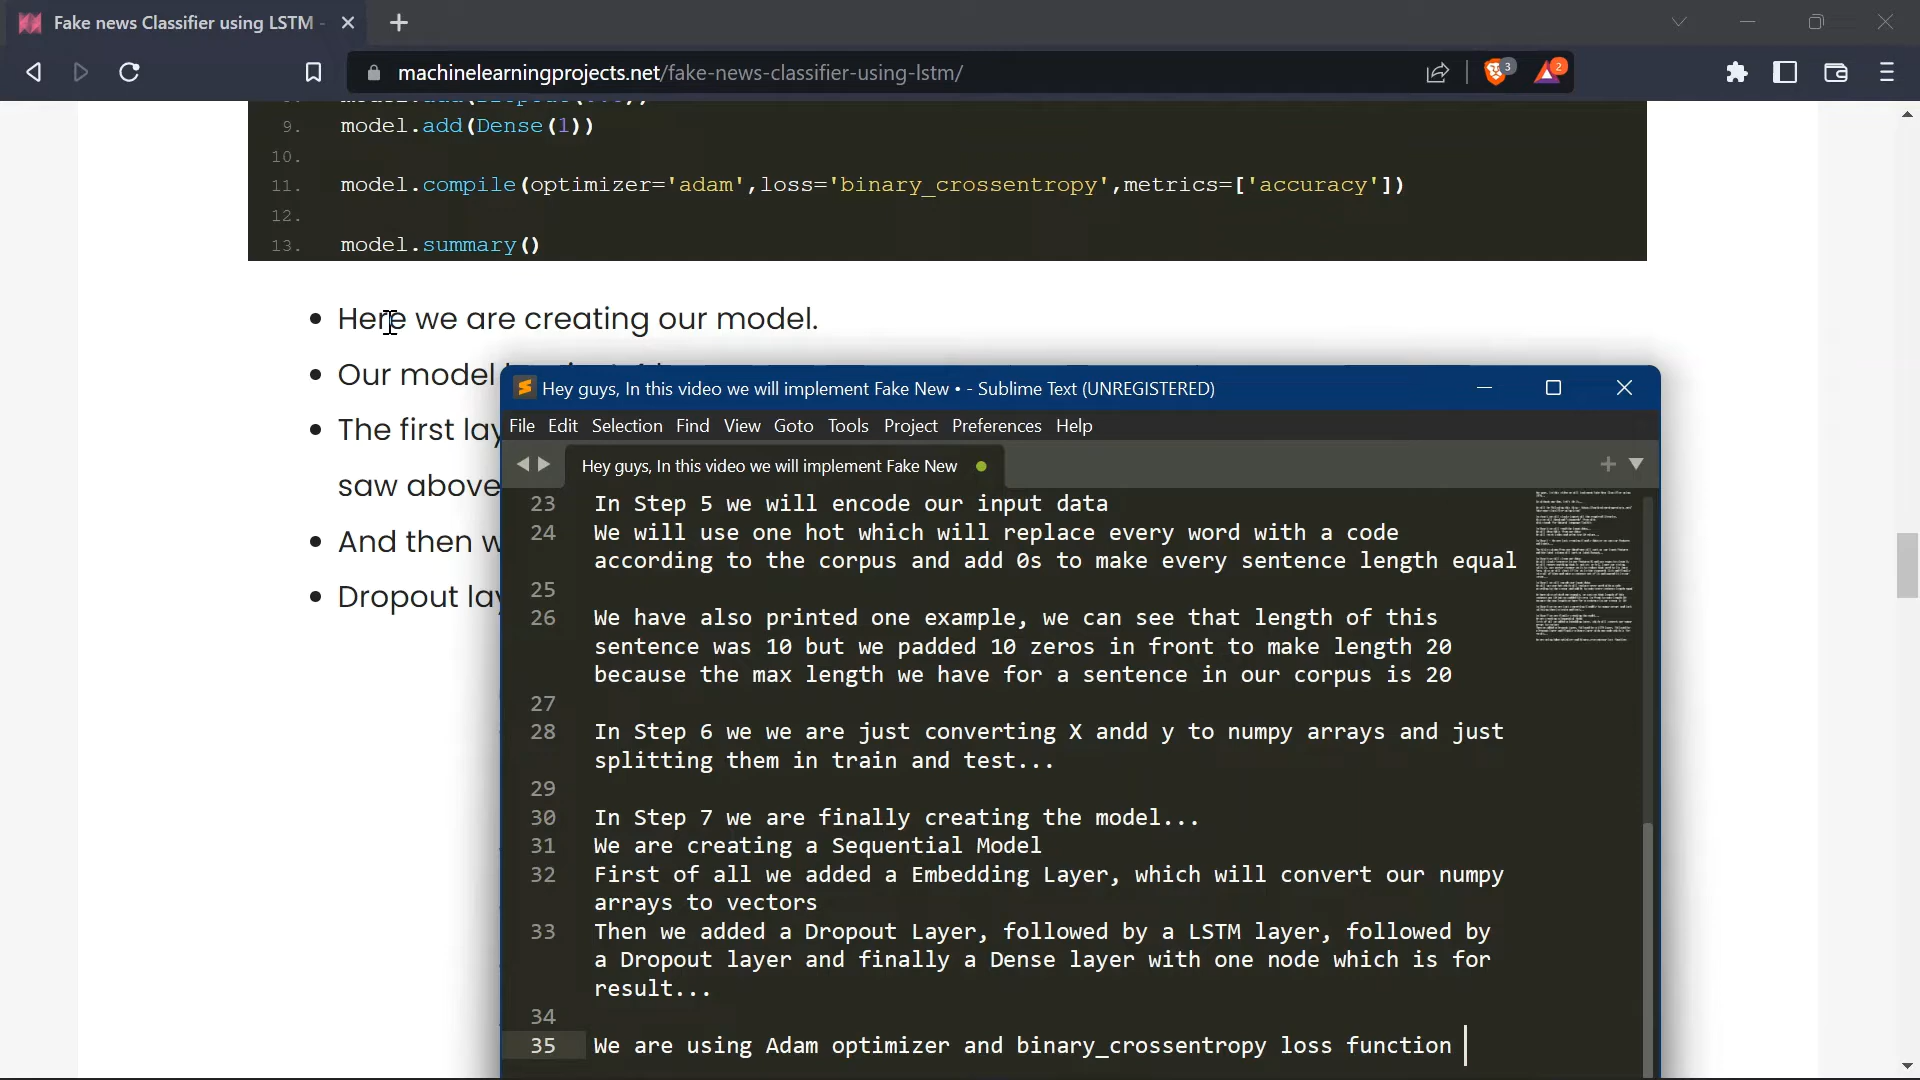 Fake news Classifier using LSTM -
machinelearningprojects.net/fake-news-classifier-using-lstm/
3
2
9. model.add(Dense(1))
10.
11. model.compile(optimizer='adam',loss='binary_crossentropy',metrics=['accuracy'])
12.
13. model.summary()
Here we are creating our model.
Our model
The first lay
saw above
And then w
Dropout lay
Hey guys, In this video we will implement Fake New • - Sublime Text (UNREGISTERED)
File Edit Selection Find View Goto Tools Project Preferences Help
Hey guys, In this video we will implement Fake New
23 In Step 5 we will encode our input data
24 We will use one hot which will replace every word with a code
according to the corpus and add 0s to make every sentence length equal
25
26 We have also printed one example, we can see that length of this
sentence was 10 but we padded 10 zeros in front to make length 20
because the max length we have for a sentence in our corpus is 20
27
28 In Step 6 we we are just converting X andd y to numpy arrays and just
splitting them in train and test...
29
30 In Step 7 we are finally creating the model...
31 We are creating a Sequential Model
32 First of all we added a Embedding Layer, which will convert our numpy
arrays to vectors
33 Then we added a Dropout Layer, followed by a LSTM layer, followed by
a Dropout layer and finally a Dense layer with one node which is for
result...
34
35 We are using Adam optimizer and binary_crossentropy loss function